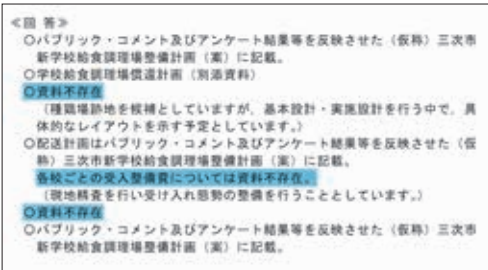 ≪回 答≫
○パブリック・コメント及びアンケート結果等を反映させた（仮称）三次市
新学校給食調理場整備計画（案）に記載。
○学校給食調理場償還計画（別添資料）
○資料不存在
（種鶏場跡地を候補としていますが、基本設計・実施設計を行う中で、具
体的なレイアウトを示す予定としています。）
○配送計画はパブリック・コメント及びアンケート結果等を反映させた（仮
称）三次市新学校給食調理場整備計画（案）に記載。
各校ごとの受入整備費については資料不存在。
（現地精査を行い受け入れ態勢の整備を行うこととしています。）
○資料不存在
○パブリック・コメント及びアンケート結果等を反映させた（仮称）三次市
新学校給食調理場整備計画（案）に記載。